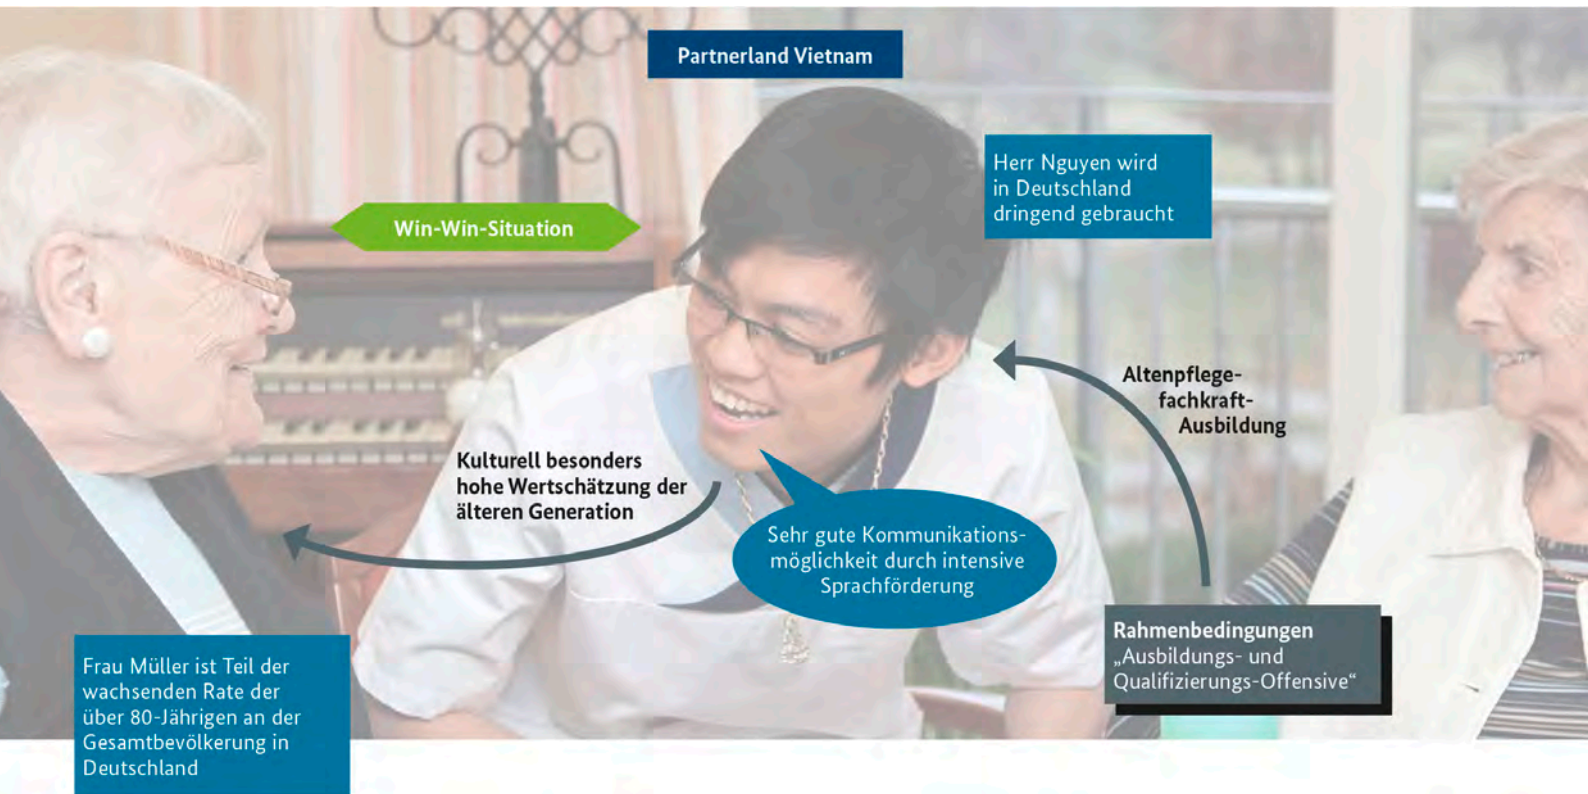 Partnerland Vietnam
Herr Nguyen wird
in Deutschland
dringend gebraucht
Win-Win-Situation
Altenpflege-
fachkraft-
Ausbildung
Kulturell besonders
hohe Wertschätzung der
älteren Generation
Sehr gute Kommunikations-
möglichkeit durch intensive
Sprachförderung
Rahmenbedingungen
„Ausbildungs- und
Qualifizierungs-Offensive“
Frau Müller ist Teil der
wachsenden Rate der
über 80-Jährigen an der
Gesamtbevölkerung in
Deutschland